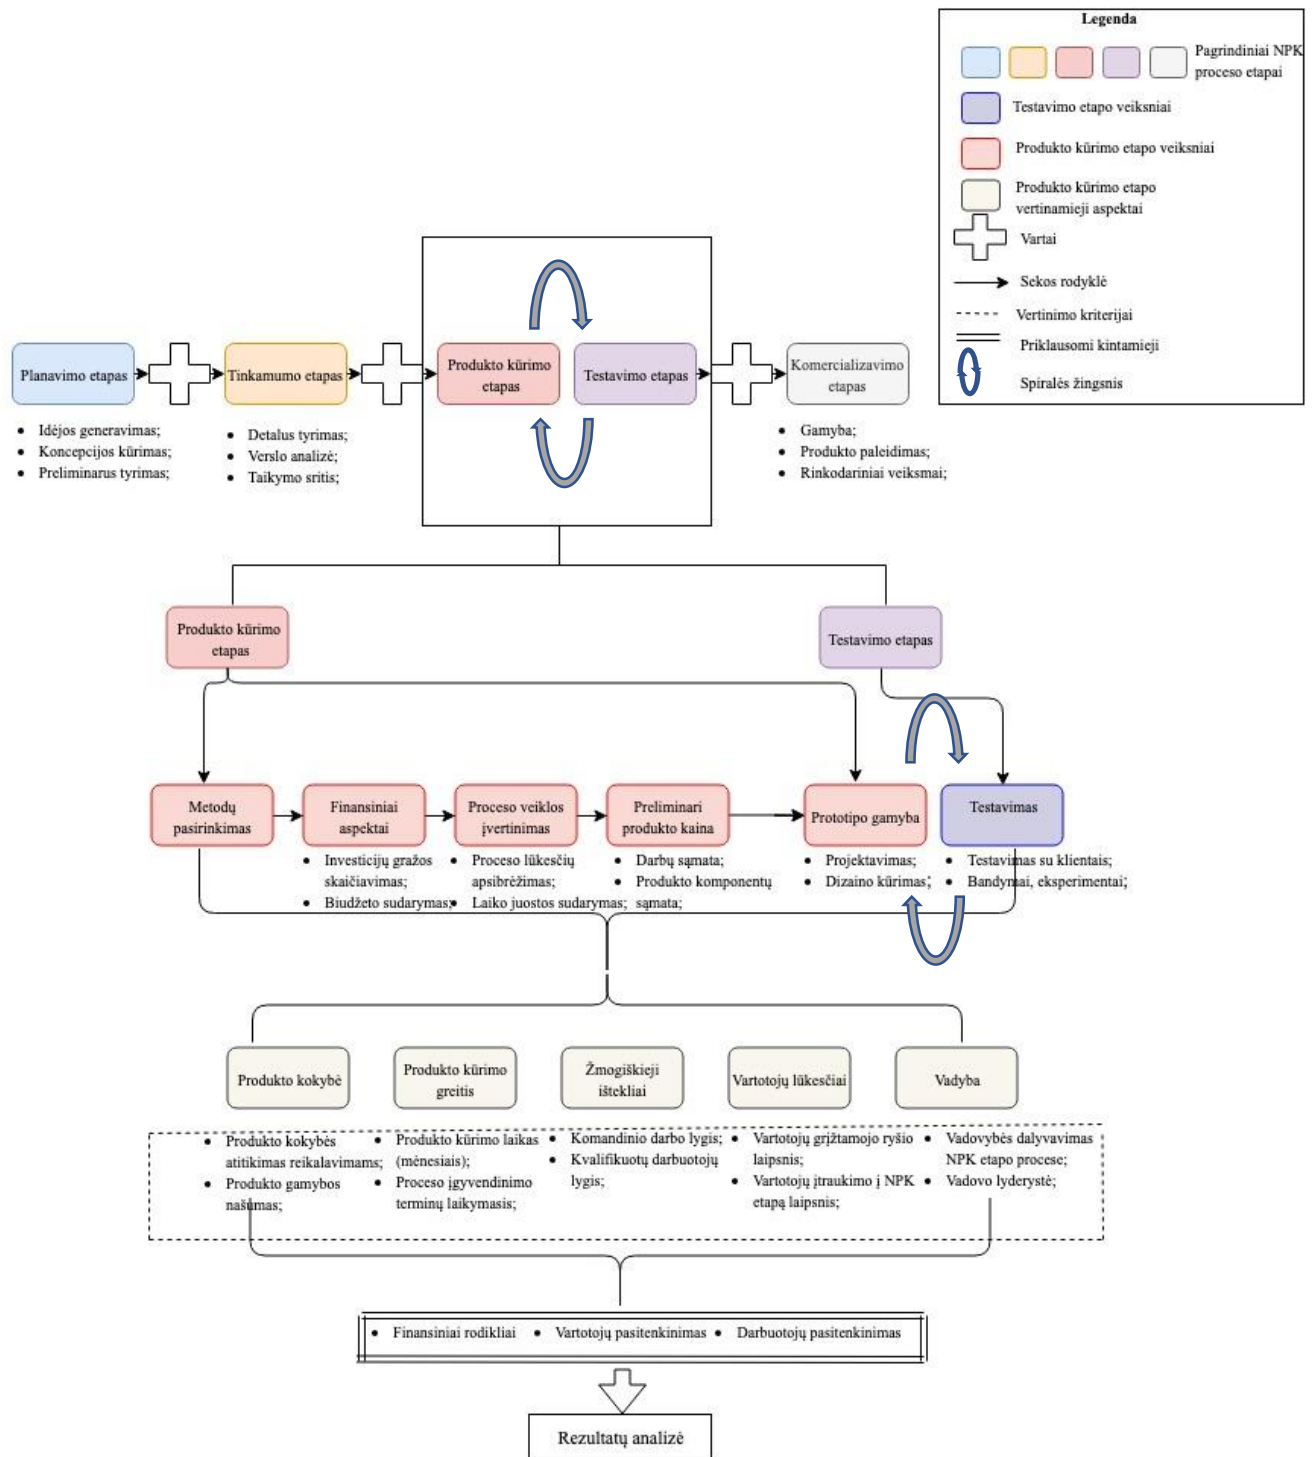 Legenda
Pagrindiniai NPK
proceso etapai
Testavimo etapo veiksniai
Produkto kūrimo etapo veiksniai
Produkto kūrimo etapo
vertinamieji aspektai
Vartai
Sekos rodyklė
Vertinimo kriterijai
Priklausomi kintamieji
Spiralės žingsnis
Planavimo etapas
Tinkamumo etapas
Produkto kūrimo
etapas
Testavimo etapas
Komercializavimo
etapas
• Idėjos generavimas;
• Koncepcijos kūrimas;
• Preliminarus tyrimas;
• Detalus tyrimas;
• Verslo analizė;
• Taikymo sritis;
• Gamyba;
• Produkto paleidimas;
• Rinkodariniai veiksmai;
Produkto kūrimo
etapas
Testavimo etapas
Metodų
pasirinkimas
Finansiniai
aspektai
Proceso veiklos
įvertinimas
Preliminari
produkto kaina
Prototipo gamyba
Testavimas
• Investicijų gražos
skaičiavimas;
• Biudžeto sudarymas;
• Proceso lūkesčių
apsibrėžimas;
• Laiko juostos sudarymas;
• Darbų sąmata;
• Produkto komponentų
sąmata;
• Projektavimas;
• Dizaino kūrimas;
• Testavimas su klientais;
• Bandymai, eksperimentai;
Produkto kokybė
Produkto kūrimo
greitis
Žmogiškieji
ištekliai
Vartotojų lūkesčiai
Vadyba
• Produkto kokybės
atitikimas reikalavimams;
• Produkto gamybos
našumas;
• Produkto kūrimo laikas
(mėnesiais);
• Proceso įgyvendinimo
terminų laikymasis;
• Komandinio darbo lygis;
• Kvalifikuotų darbuotojų
lygis;
• Vartotojų grįžtamojo ryšio
laipsnis;
• Vartotojų įtraukimo į NPK
etapą laipsnis;
• Vadovybės dalyvavimas
NPK etapo procese;
• Vadovo lyderystė;
• Finansiniai rodikliai • Vartotojų pasitenkinimas • Darbuotojų pasitenkinimas
Rezultatų analizė